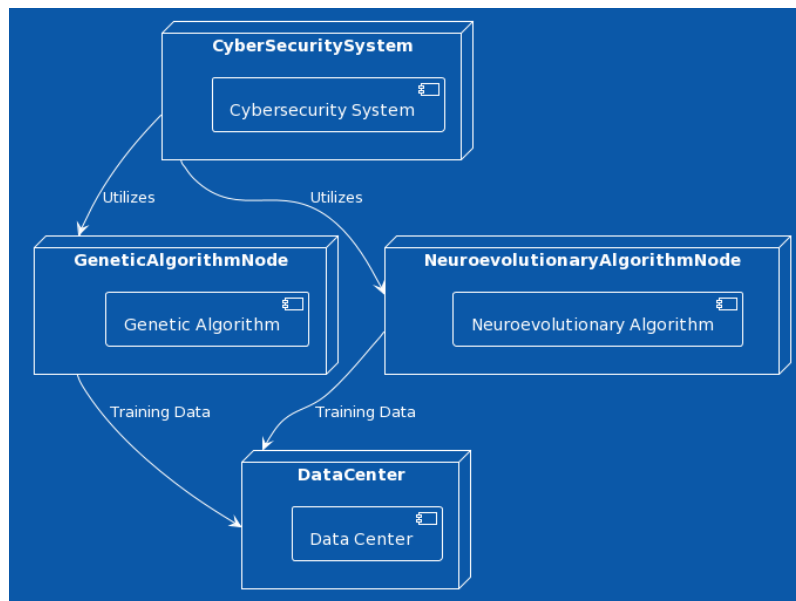 CyberSecuritySystem
Cybersecurity System
Utilizes
Utilizes
GeneticAlgorithmNode
NeuroevolutionaryAlgorithmNode
Genetic Algorithm
Neuroevolutionary Algorithm
Training Data
Training Data
DataCenter
Data Center